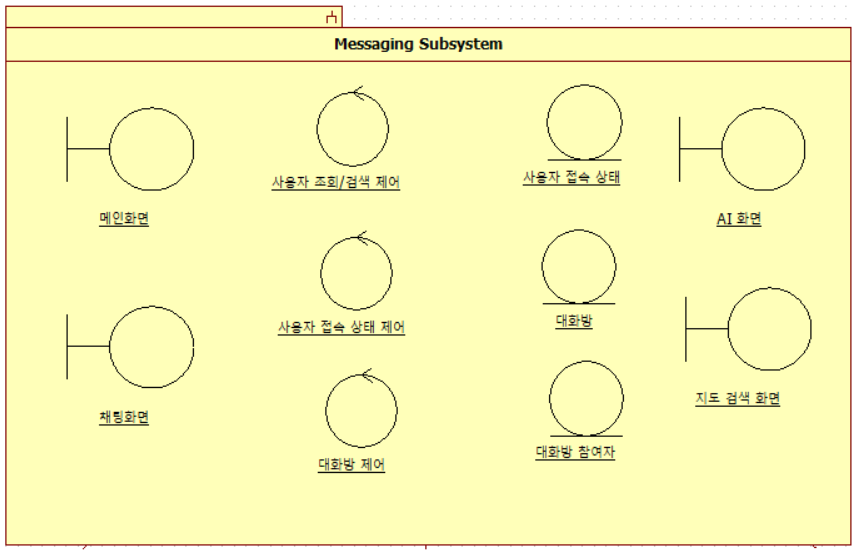 Messaging Subsystem
메인화면
사용자 조회/검색 제어
사용자 접속 상태
AI 화면
사용자 접속 상태 제어
대화방
지도 검색 화면
채팅화면
대화방 제어
대화방 참여자